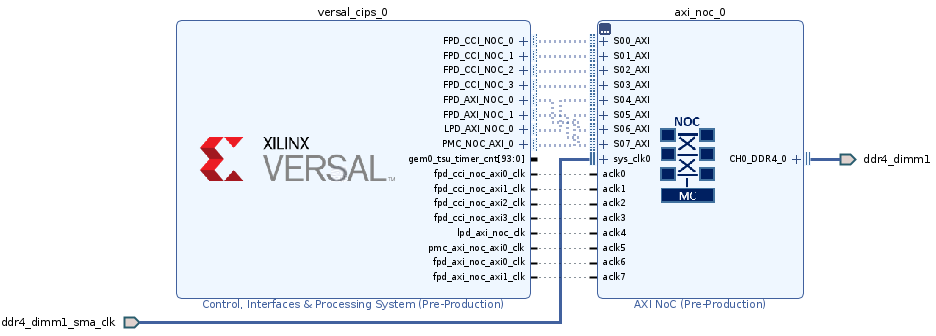 versal_cips_0
axi_noc_0
FPD_CCI_NOC_0
FPD_CCI_NOC_1
FPD_CCI_NOC_2
FPD_CCI_NOC_3
FPD_AXI_NOC_0
FPD_AXI_NOC_1
LPD_AXI_NOC_0
PMC_NOC_AXI_0
gem0_tsu_timer_cnt[93:0]
fpd_cci_noc_axi0_clk
fpd_cci_noc_axi1_clk
fpd_cci_noc_axi2_clk
fpd_cci_noc_axi3_clk
lpd_axi_noc_clk
pmc_axi_noc_axi0_clk
fpd_axi_noc_axi0_clk
fpd_axi_noc_axi1_clk
XILINX
VERSAL™
Control, Interfaces & Processing System (Pre-Production)
S00_AXI
S01_AXI
S02_AXI
S03_AXI
S04_AXI
S05_AXI
S06_AXI
S07_AXI
sys_clk0
aclk0
aclk1
aclk2
aclk3
aclk4
aclk5
aclk6
aclk7
NOC
MC
CH0_DDR4_0
AXI NoC (Pre-Production)
ddr4_dimm1
ddr4_dimm1_sma_clk